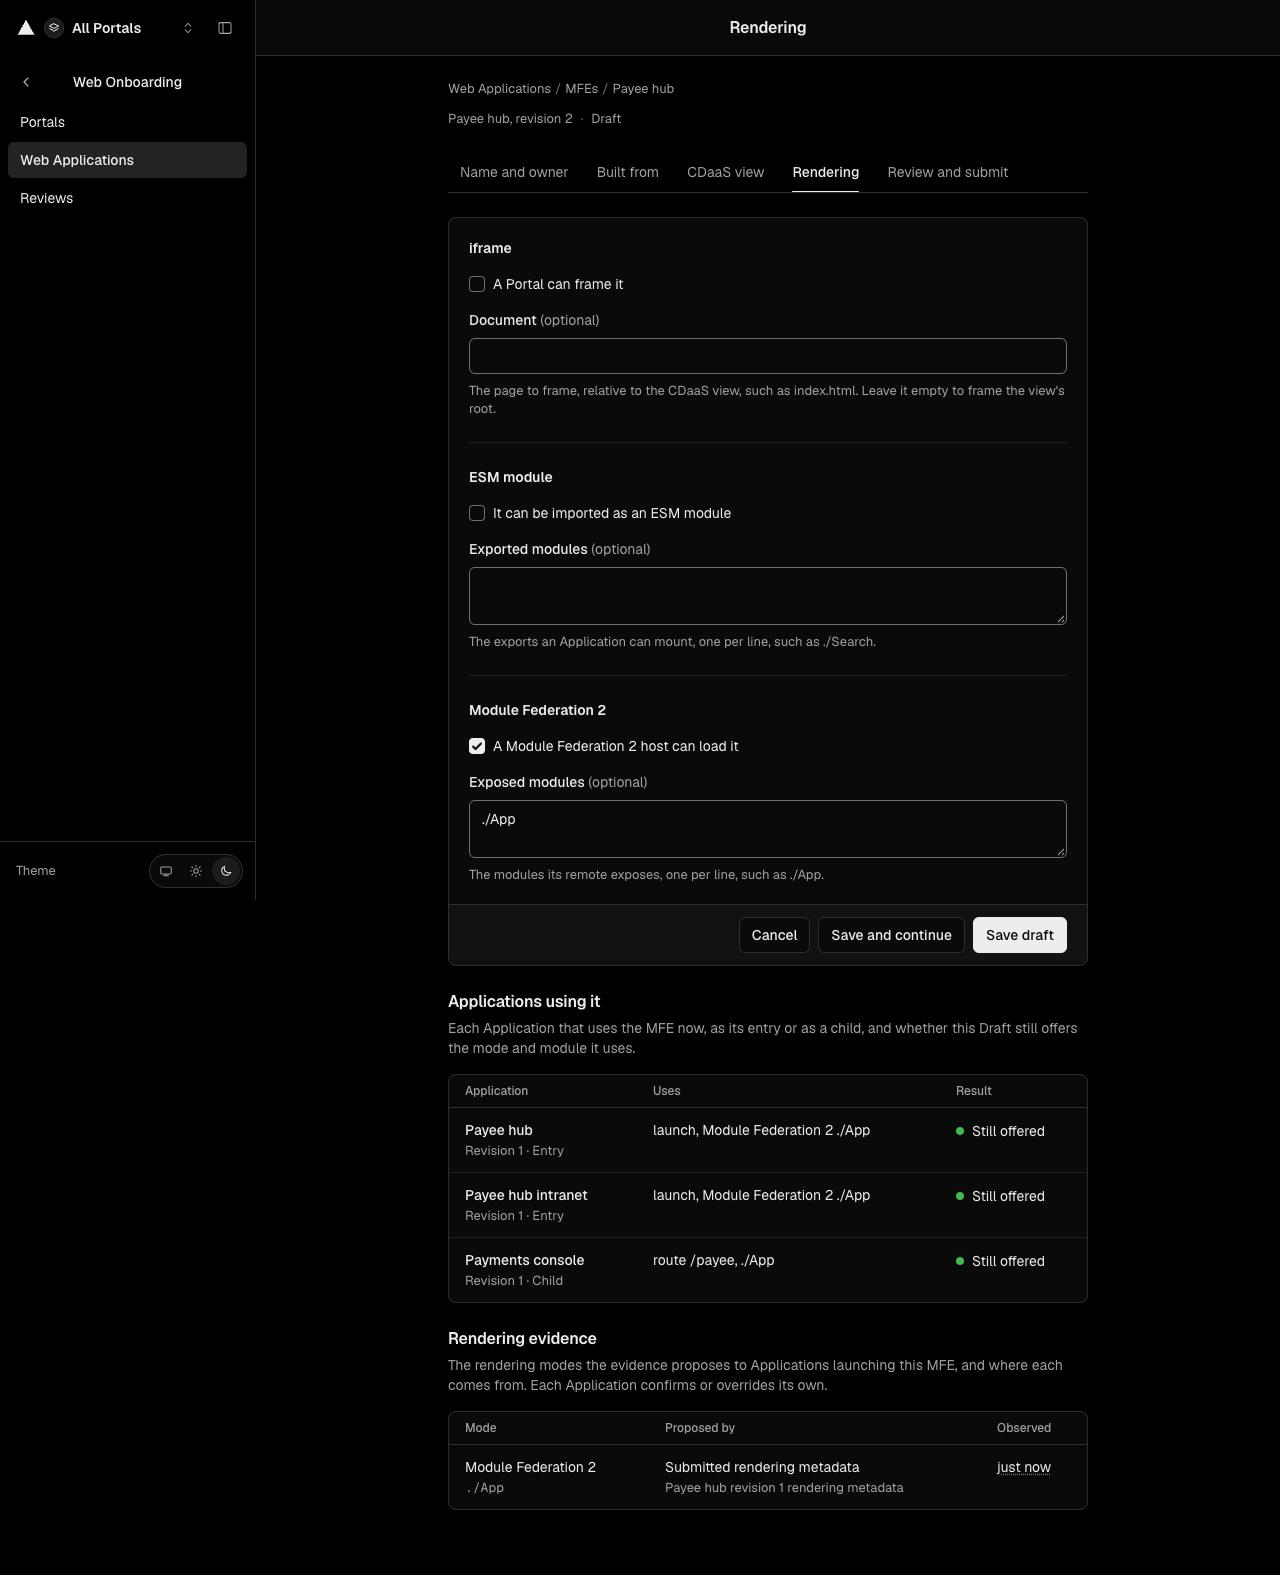 All Portals
Web Onboarding
Portals
Web Applications
Reviews
Theme
Rendering
Web Applications / MFEs / Payee hub
Payee hub, revision 2 · Draft
Name and owner
Built from
CDaaS view
Rendering
Review and submit
iframe
A Portal can frame it
Document (optional)
The page to frame, relative to the CDaaS view, such as index.html. Leave it empty to frame the view's
root.
ESM module
It can be imported as an ESM module
Exported modules (optional)
The exports an Application can mount, one per line, such as ./Search.
Module Federation 2
A Module Federation 2 host can load it
Exposed modules (optional)
./App
The modules its remote exposes, one per line, such as ./App.
Cancel
Save and continue
Save draft
Applications using it
Each Application that uses the MFE now, as its entry or as a child, and whether this Draft still offers
the mode and module it uses.
Application Uses Result
Payee hub launch, Module Federation 2 ./App Still offered
Revision 1 · Entry
Payee hub intranet launch, Module Federation 2 ./App Still offered
Revision 1 · Entry
Payments console route /payee, ./App Still offered
Revision 1 · Child
Rendering evidence
The rendering modes the evidence proposes to Applications launching this MFE, and where each
comes from. Each Application confirms or overrides its own.
Mode Proposed by Observed
Module Federation 2 Submitted rendering metadata just now
./App Payee hub revision 1 rendering metadata